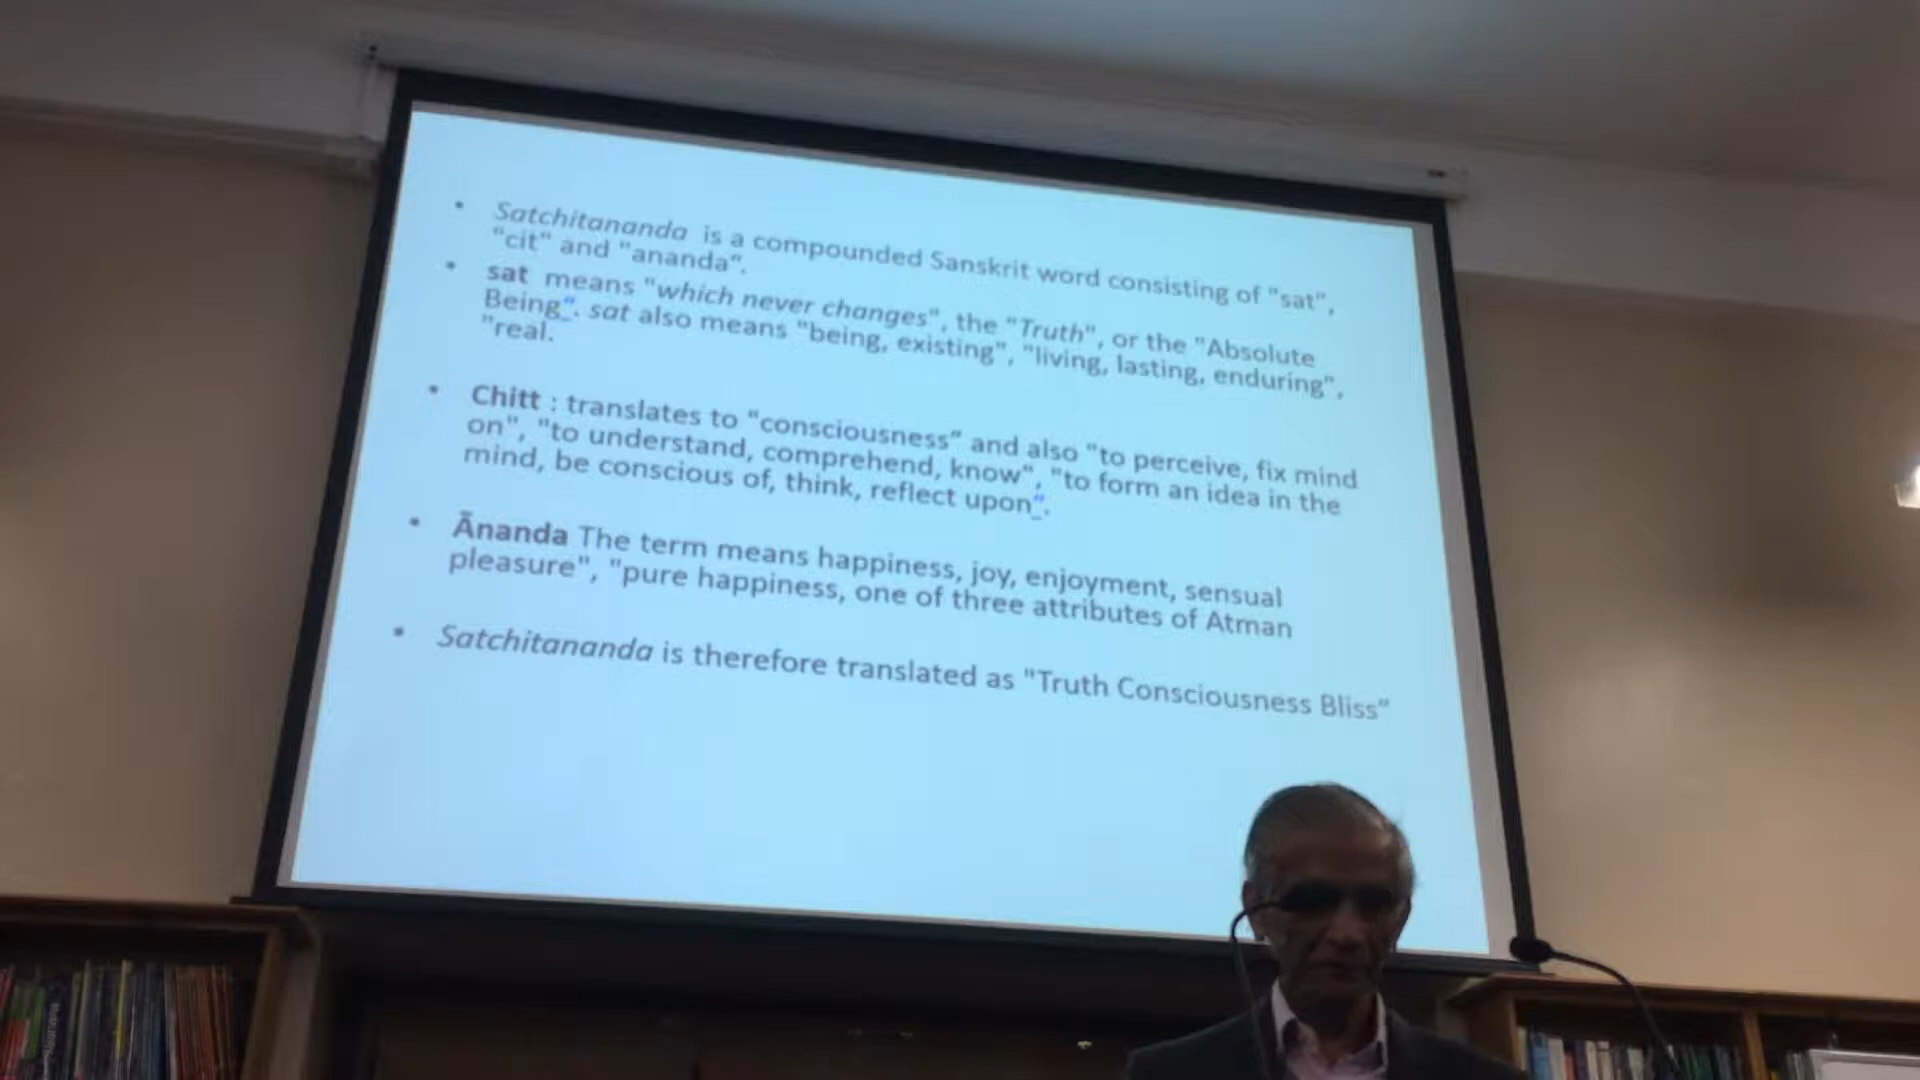 • Satchitananda is a compounded Sanskrit word consisting of "sat",
"cit" and "ananda".
• sat means "which never changes", the "Truth", or the "Absolute
Being". sat also means "being, existing", "living, lasting, enduring",
"real.
• Chitt : translates to "consciousness" and also "to perceive, fix mind
on", "to understand, comprehend, know", "to form an idea in the
mind, be conscious of, think, reflect upon".
• Ānanda The term means happiness, joy, enjoyment, sensual
pleasure", "pure happiness, one of three attributes of Atman
• Satchitananda is therefore translated as "Truth Consciousness Bliss"